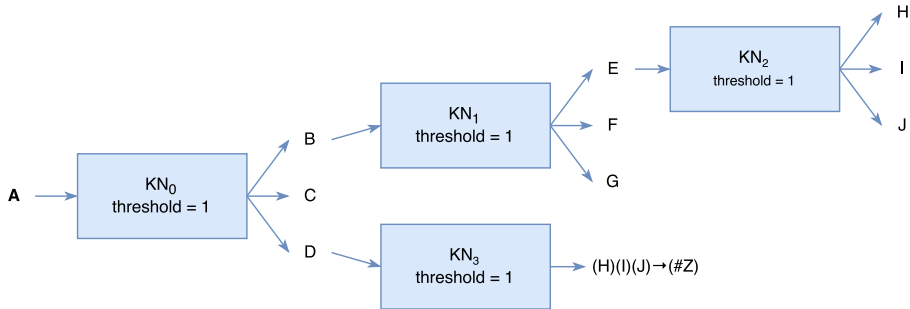 H
KN₂
threshold = 1
E
I
KN₁
threshold = 1
F
J
B
G
A
KN₀
threshold = 1
C
D
KN₃
threshold = 1
(H)(I)(J)→(#Z)